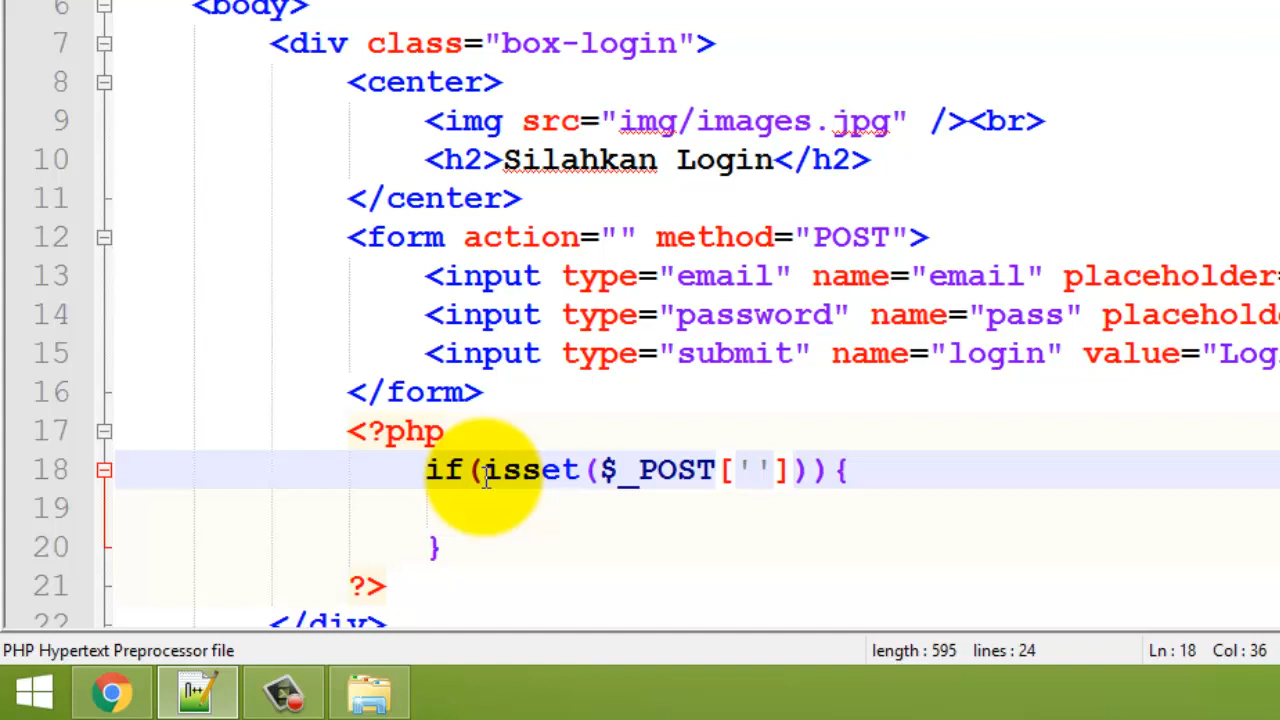 6 <body>
7 <div class="box-login">
8 <center>
9 <img src="img/images.jpg" /><br>
10 <h2>Silahkan Login</h2>
11 </center>
12 <form action="" method="POST">
13 <input type="email" name="email" placeholder=
14 <input type="password" name="pass" placehold
15 <input type="submit" name="login" value="Log
16 </form>
17 <?php
18 if(isset($_POST[''])){
19
20 }
21 ?>
22 </div>
PHP Hypertext Preprocessor file length : 595 lines : 24 Ln : 18 Col : 36